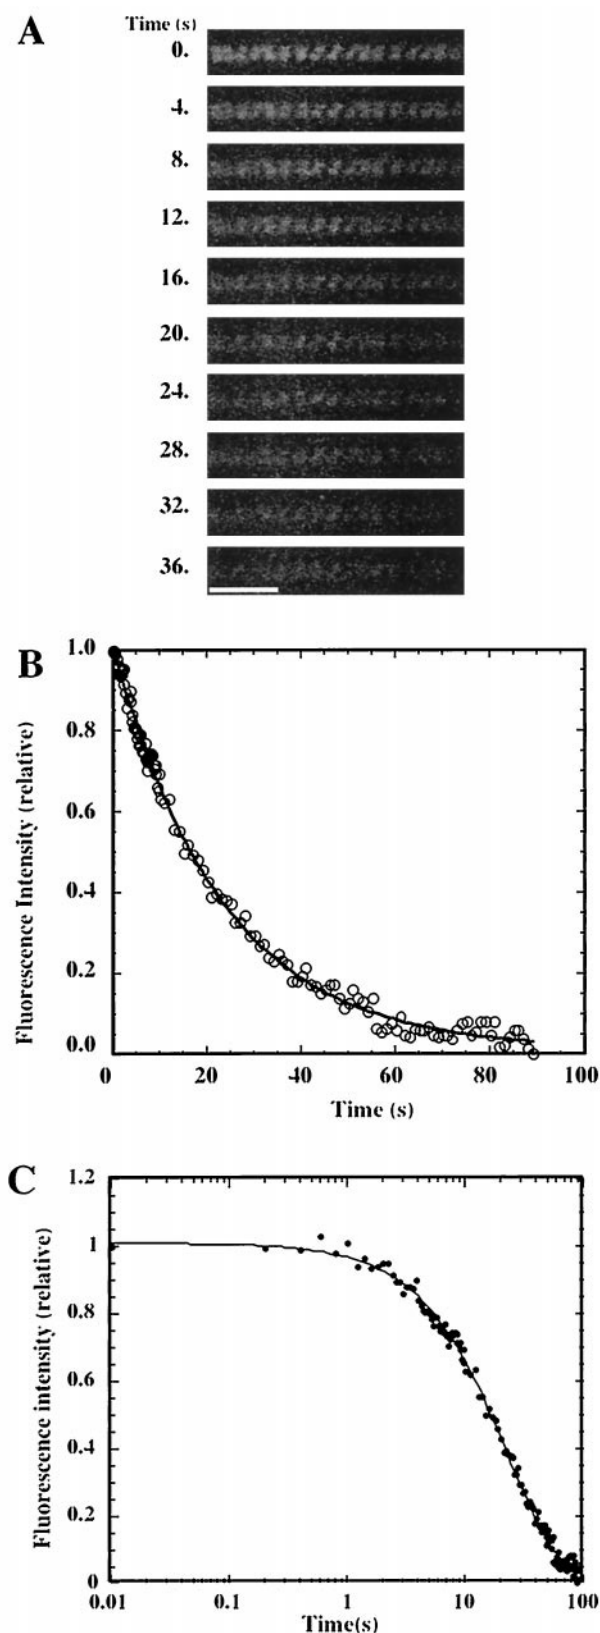 A
Time (s)
0.
4.
8.
12.
16.
20.
24.
28.
32.
36.
B
Fluorescence Intensity (relative)
1.0
0.8
0.6
0.4
0.2
0.0
0 20 40 60 80 100
Time (s)
C
Fluorescence intensity (relative)
1.2
1
0.8
0.6
0.4
0.2
0
0.01 0.1 1 10 100
Time(s)